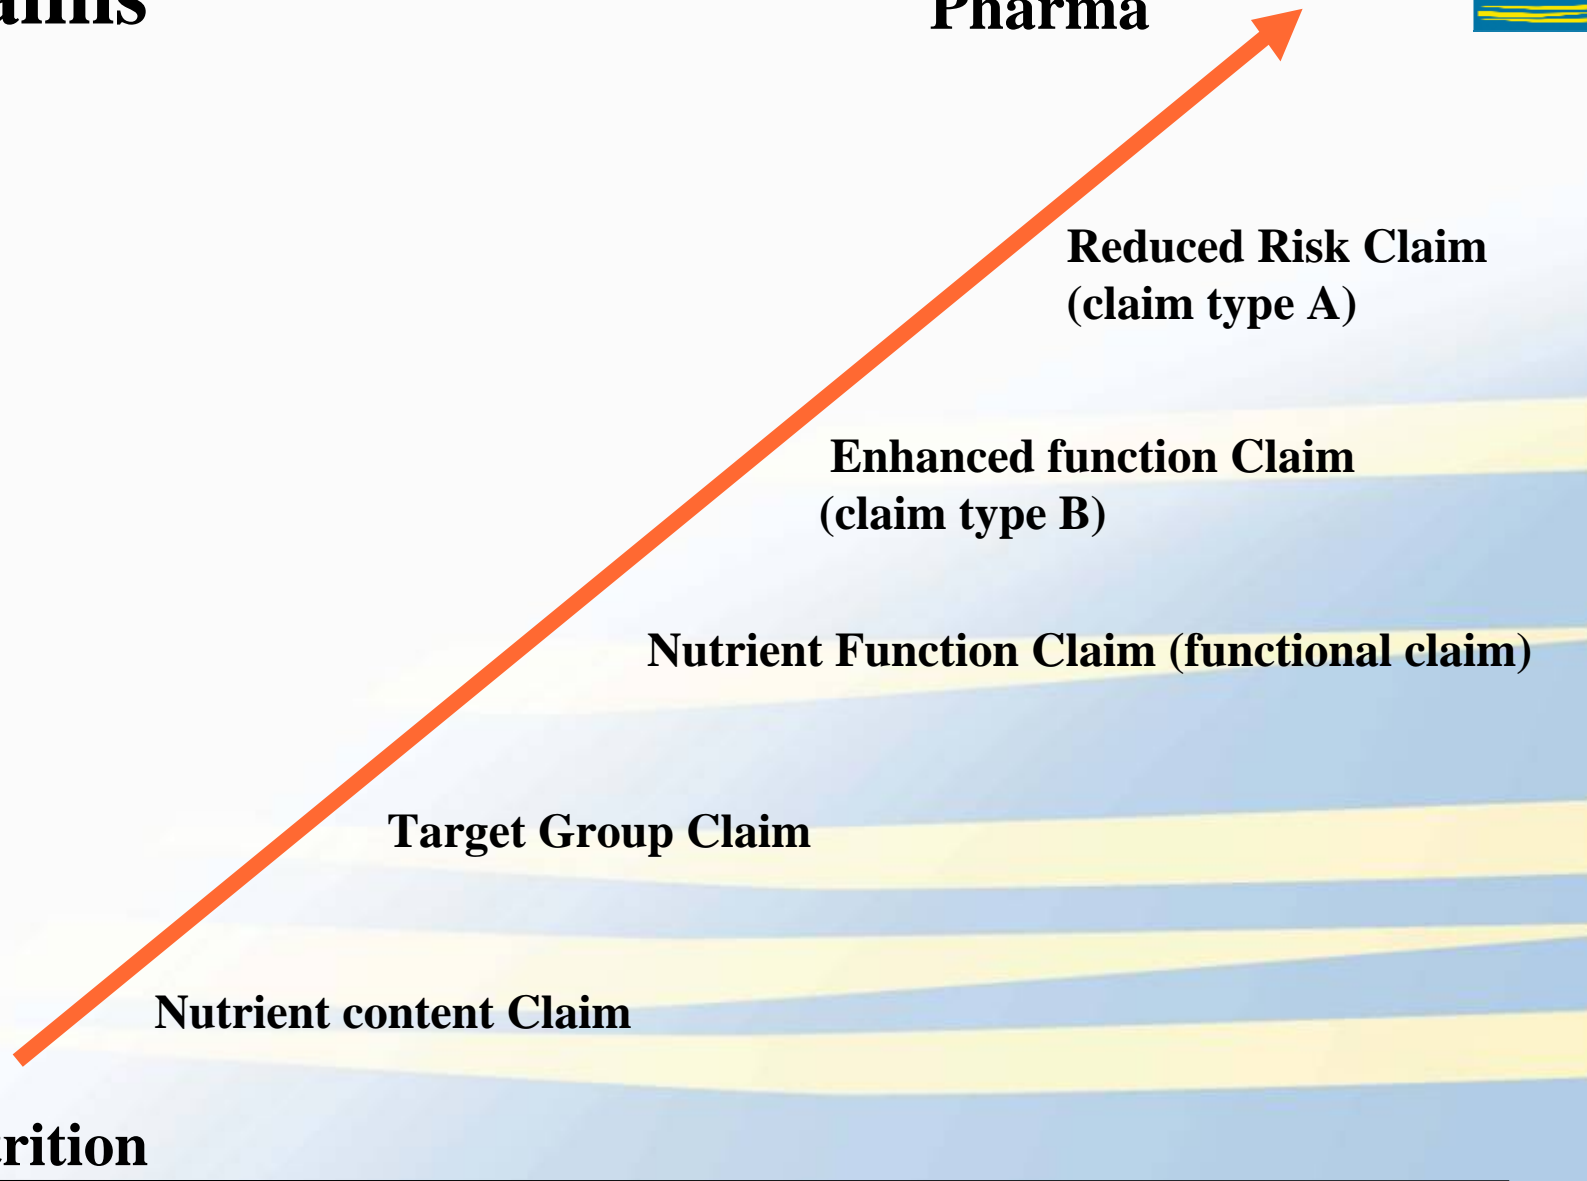 Pharma
Reduced Risk Claim
(claim type A)
Enhanced function Claim
(claim type B)
Nutrient Function Claim (functional claim)
Target Group Claim
Nutrient content Claim